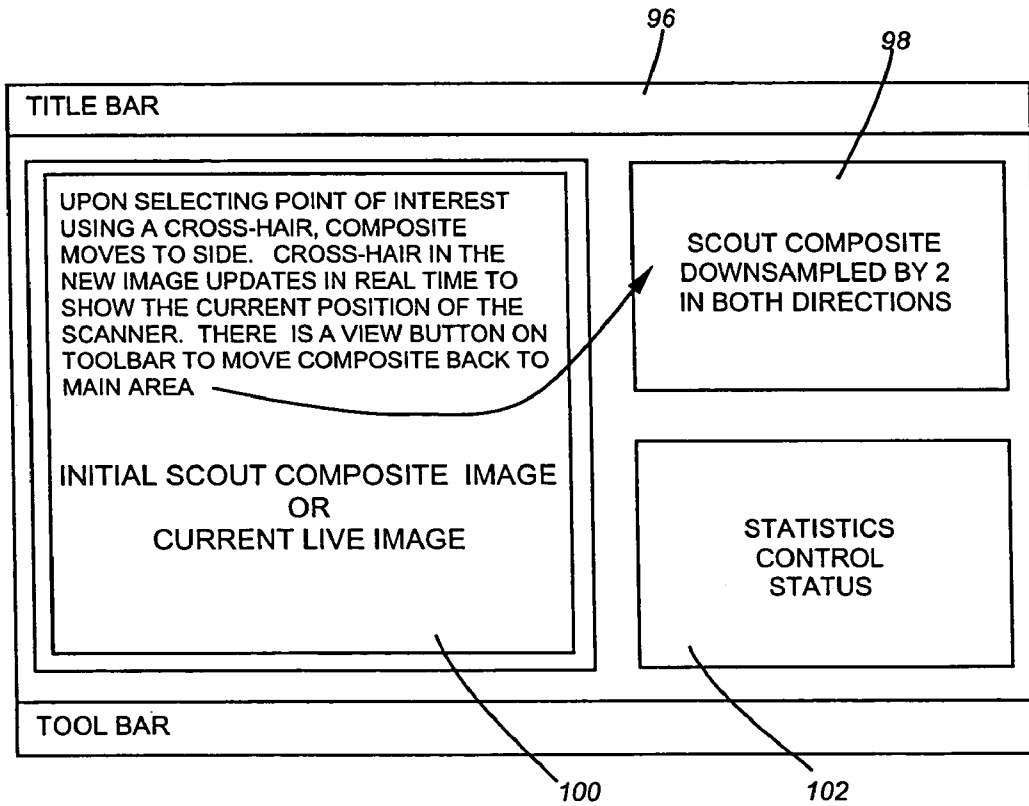 96
98
TITLE BAR
UPON SELECTING POINT OF INTEREST
USING A CROSS-HAIR, COMPOSITE
MOVES TO SIDE. CROSS-HAIR IN THE
NEW IMAGE UPDATES IN REAL TIME TO
SHOW THE CURRENT POSITION OF THE
SCANNER. THERE IS A VIEW BUTTON ON
TOOLBAR TO MOVE COMPOSITE BACK TO
MAIN AREA
INITIAL SCOUT COMPOSITE IMAGE
OR
CURRENT LIVE IMAGE
SCOUT COMPOSITE
DOWNSAMPLED BY 2
IN BOTH DIRECTIONS
STATISTICS
CONTROL
STATUS
TOOL BAR
100
102